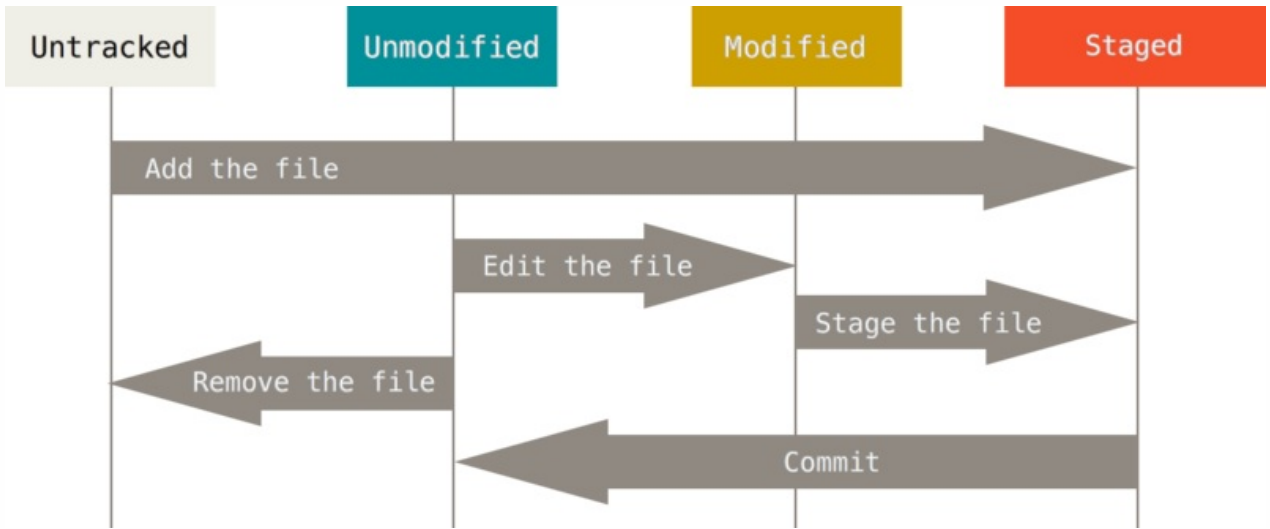 Untracked
Unmodified
Modified
Staged
Add the file
Edit the file
Stage the file
Remove the file
Commit